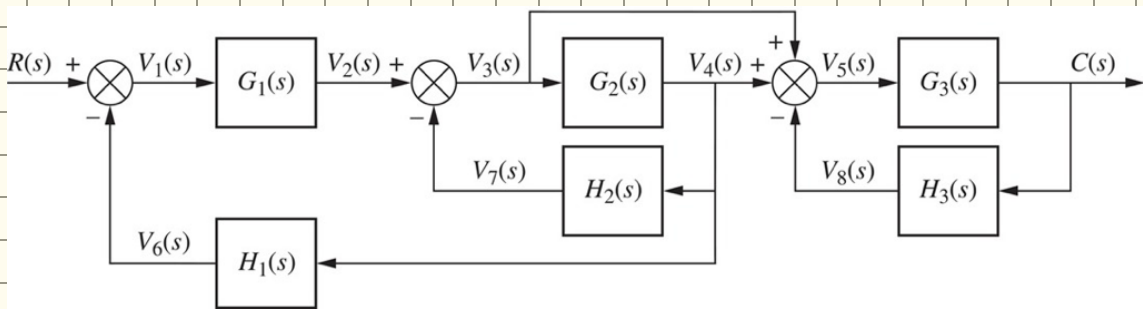 R(s) + V₁(s) G₁(s) V₂(s) + V₃(s) G₂(s) V₄(s) + + V₅(s) G₃(s) C(s)
− − −
V₇(s) H₂(s) V₈(s) H₃(s)
V₆(s) H₁(s)